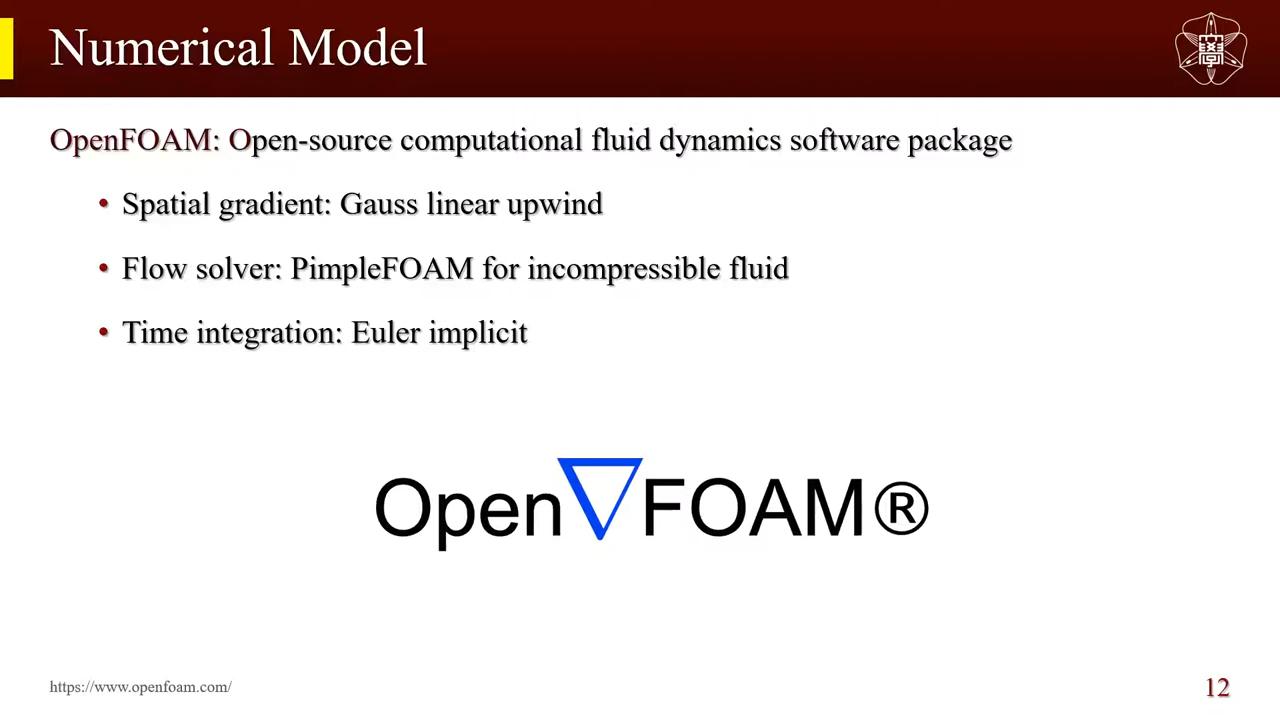 Numerical Model
OpenFOAM: Open-source computational fluid dynamics software package
• Spatial gradient: Gauss linear upwind
• Flow solver: PimpleFOAM for incompressible fluid
• Time integration: Euler implicit
Open∇FOAM®
https://www.openfoam.com/
12